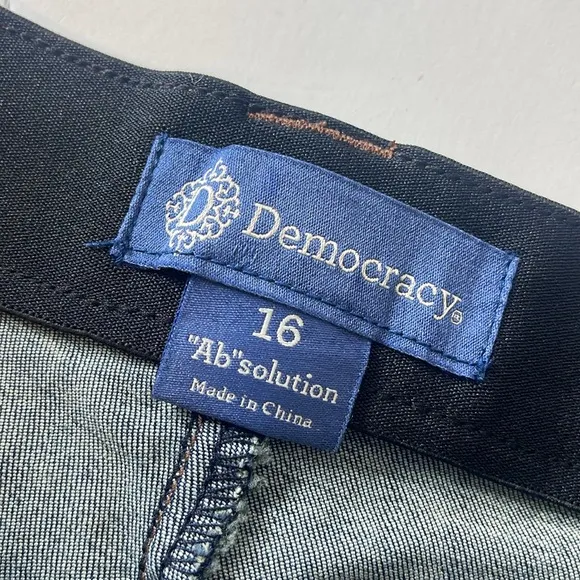 D Democracy®
16
"Ab"solution
Made in China